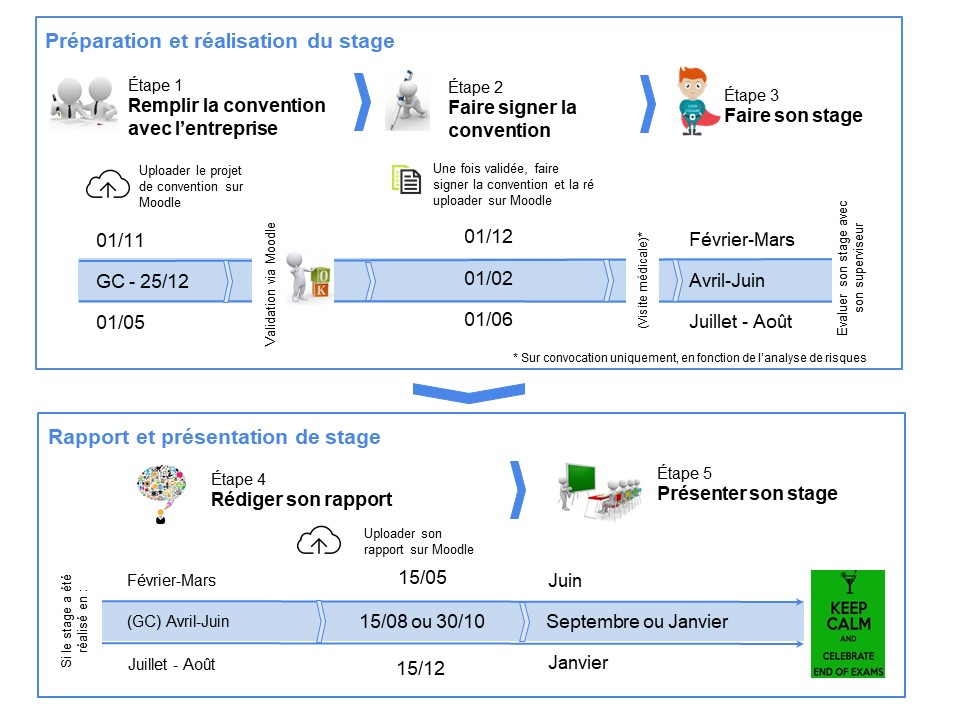 Préparation et réalisation du stage
Étape 1
Remplir la convention
avec l'entreprise
Étape 2
Faire signer la
convention
Étape 3
Faire son stage
Uploader le projet
de convention sur
Moodle
Une fois validée, faire
signer la convention et la ré
uploader sur Moodle
01/11
GC - 25/12
01/05
Validation via Moodle
OK
01/12
01/02
01/06
(Visite médicale)*
Février-Mars
Avril-Juin
Juillet - Août
Evaluer son stage avec
son superviseur
* Sur convocation uniquement, en fonction de l'analyse de risques
Rapport et présentation de stage
Étape 4
Rédiger son rapport
Étape 5
Présenter son stage
Uploader son
rapport sur Moodle
Si le stage a été
réalisé en :
Février-Mars
15/05
Juin
(GC) Avril-Juin
15/08 ou 30/10
Septembre ou Janvier
Juillet - Août
15/12
Janvier
KEEP
CALM
AND
CELEBRATE
END OF EXAMS